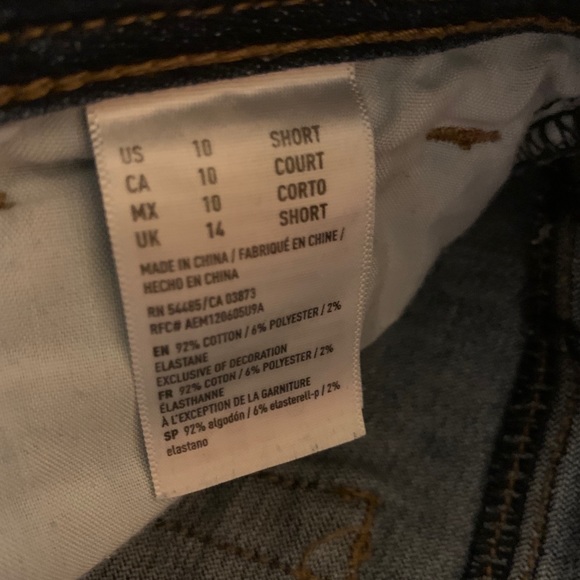 US 10 SHORT
CA 10 COURT
MX 10 CORTO
UK 14 SHORT
MADE IN CHINA / FABRIQUÉ EN CHINE /
HECHO EN CHINA
RN 54485/CA 03873
RFC# AEM120605U9A
EN 92% COTTON / 6% POLYESTER / 2%
ELASTANE
EXCLUSIVE OF DECORATION
FR 92% COTON / 6% POLYESTER / 2%
ÉLASTHANNE
À L'EXCEPTION DE LA GARNITURE
SP 92% algodón / 6% elasterell-p / 2%
elastano